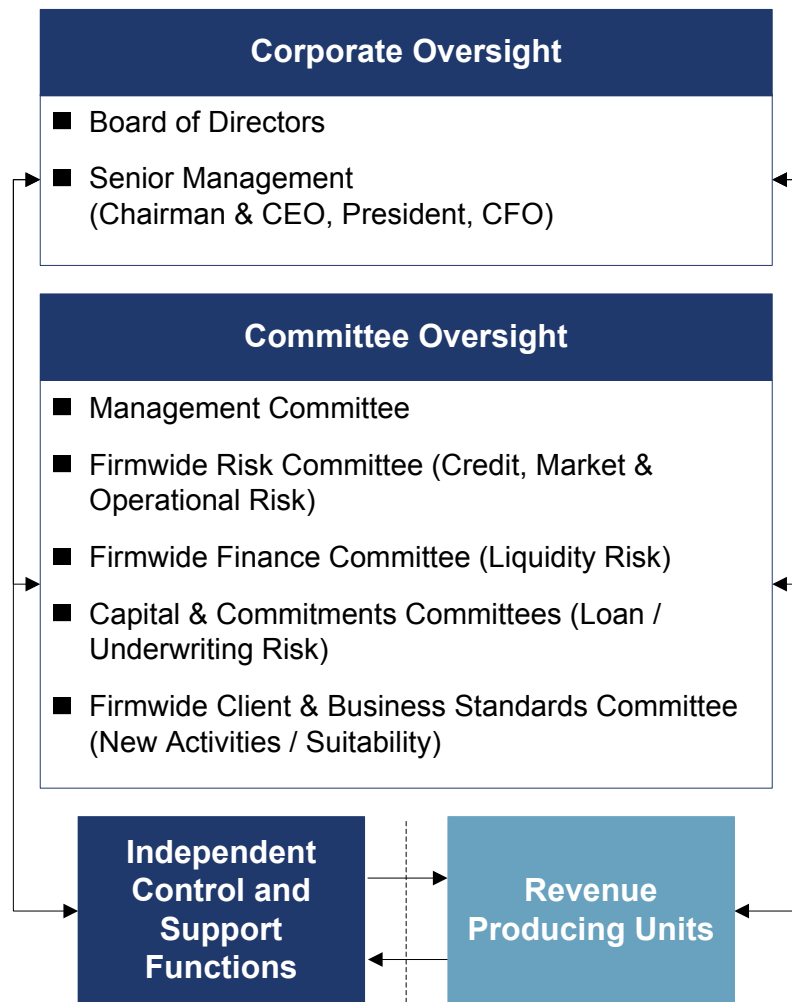 Corporate Oversight
■ Board of Directors
■ Senior Management
(Chairman & CEO, President, CFO)
Committee Oversight
■ Management Committee
■ Firmwide Risk Committee (Credit, Market &
Operational Risk)
■ Firmwide Finance Committee (Liquidity Risk)
■ Capital & Commitments Committees (Loan /
Underwriting Risk)
■ Firmwide Client & Business Standards Committee
(New Activities / Suitability)
Independent
Control and
Support
Functions
Revenue
Producing Units